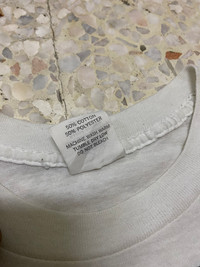 50% COTTON
50% POLYESTER
MACHINE WASH WARM
TUMBLE DRY LOW
DO NOT BLEACH